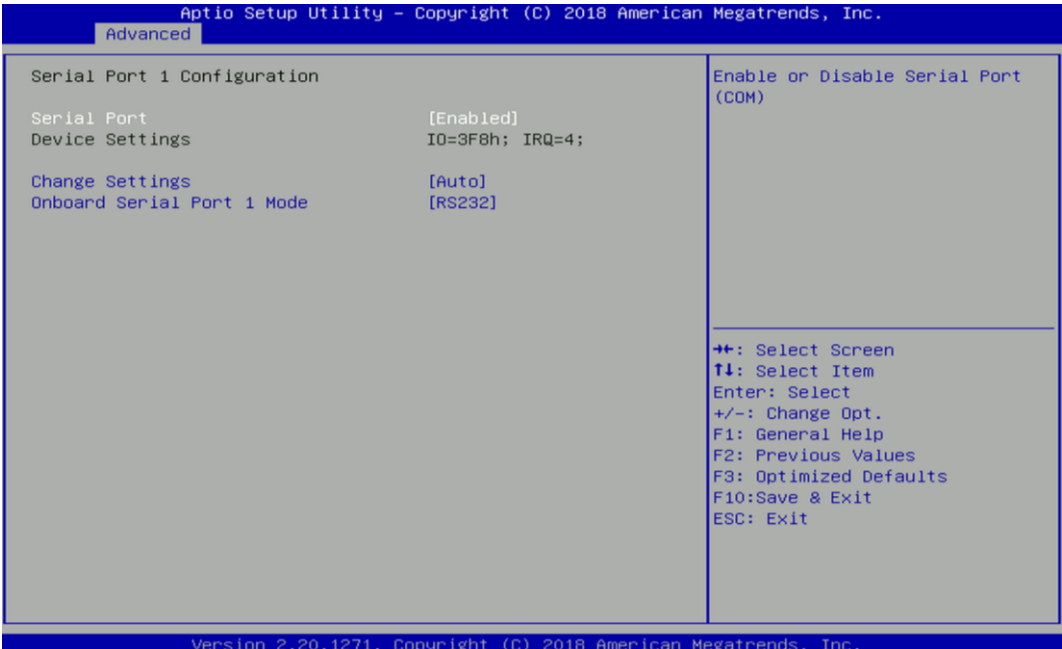 Aptio Setup Utility – Copyright (C) 2018 American Megatrends, Inc.
Advanced
Serial Port 1 Configuration
Serial Port [Enabled]
Device Settings IO=3F8h; IRQ=4;
Change Settings [Auto]
Onboard Serial Port 1 Mode [RS232]
Enable or Disable Serial Port
(COM)
→←: Select Screen
↑↓: Select Item
Enter: Select
+/-: Change Opt.
F1: General Help
F2: Previous Values
F3: Optimized Defaults
F10:Save & Exit
ESC: Exit
Version 2.20.1271. Copyright (C) 2018 American Megatrends, Inc.